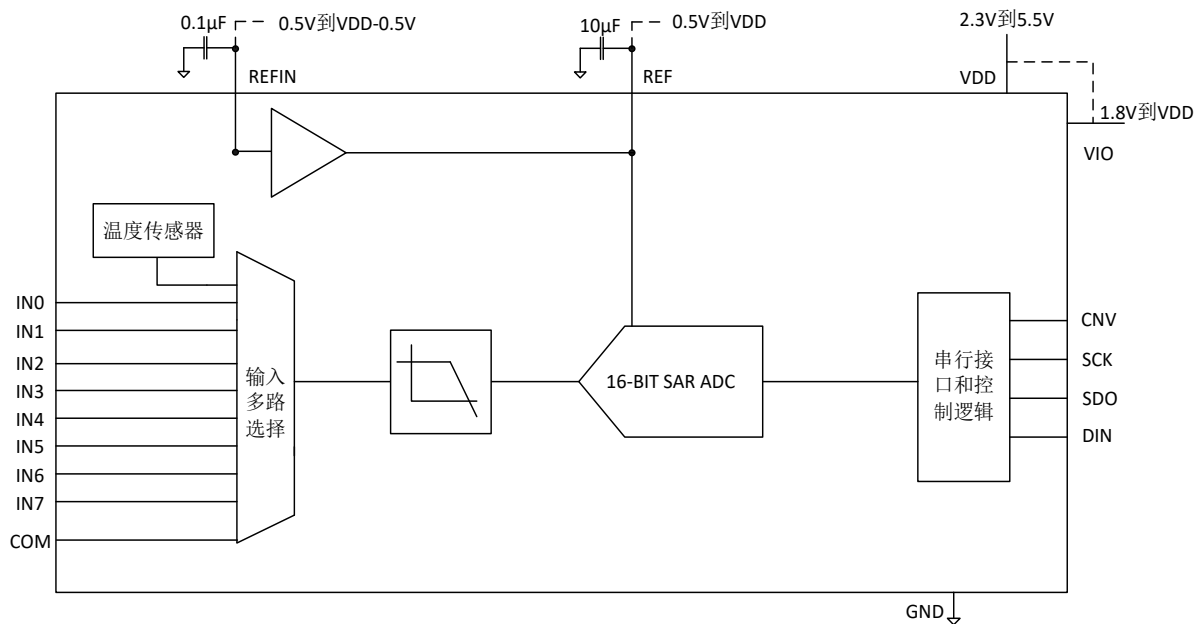 0.1μF
0.5V到VDD-0.5V
10μF
0.5V到VDD
2.3V到5.5V
REFIN
REF
VDD
1.8V到VDD
VIO
温度传感器
IN0
IN1
IN2
IN3
IN4
IN5
IN6
IN7
COM
输入
多路
选择
16-BIT SAR ADC
串行接
口和控
制逻辑
CNV
SCK
SDO
DIN
GND